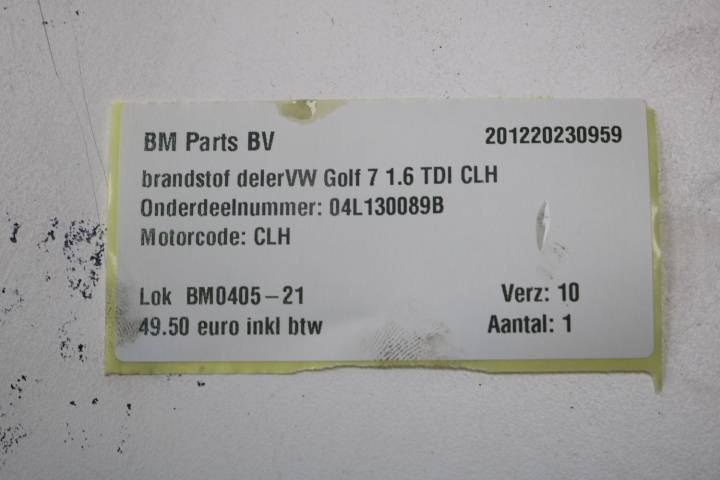 BM Parts BV 201220230959
brandstof delerVW Golf 7 1.6 TDI CLH
Onderdeelnummer: 04L130089B
Motorcode: CLH
Lok BM0405-21 Verz: 10
49.50 euro inkl btw Aantal: 1